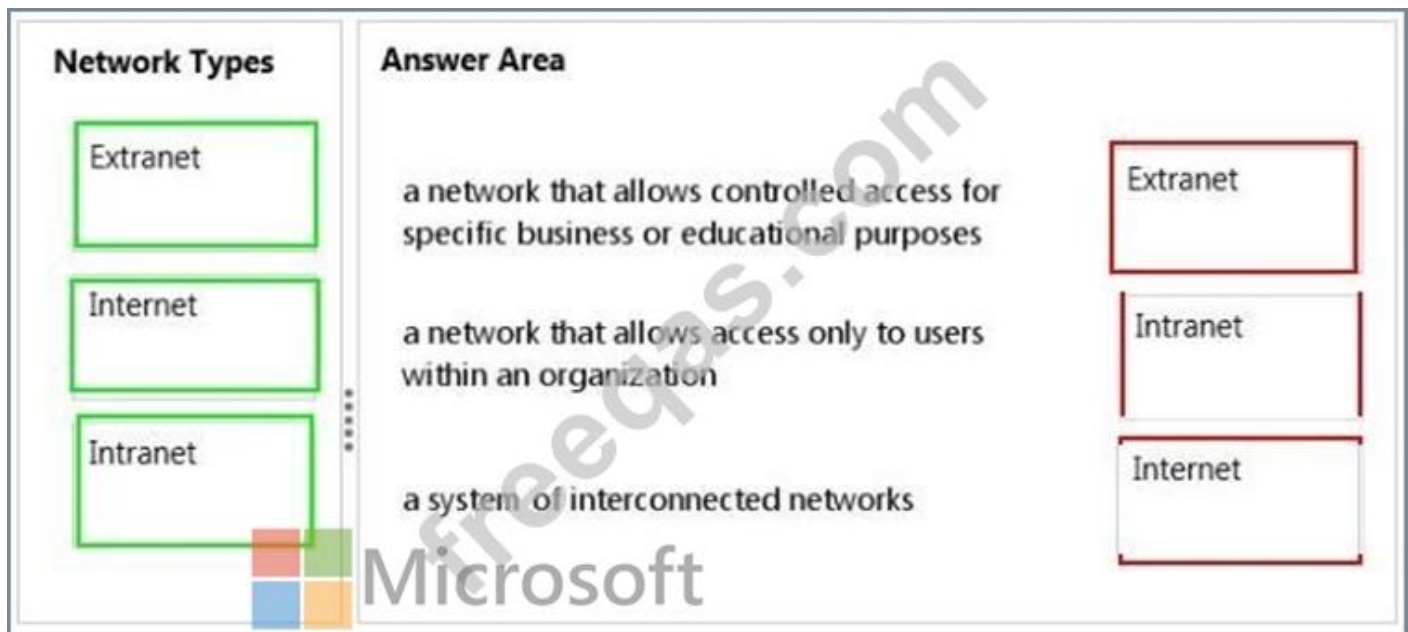 Network Types
Extranet
Internet
Intranet
Answer Area
a network that allows controlled access for
specific business or educational purposes
Extranet
a network that allows access only to users
within an organization
Intranet
a system of interconnected networks
Internet
freeqas.com
Microsoft